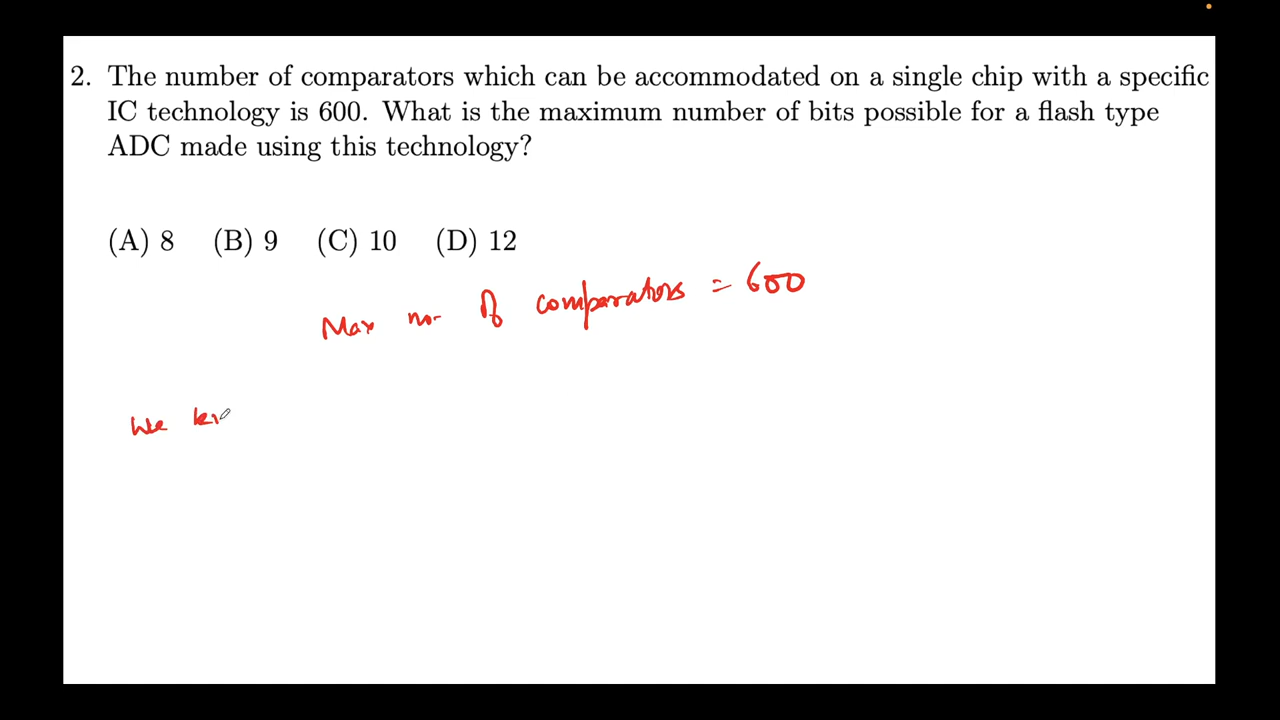 2. The number of comparators which can be accommodated on a single chip with a specific
IC technology is 600. What is the maximum number of bits possible for a flash type
ADC made using this technology?
(A) 8 (B) 9 (C) 10 (D) 12
Max no. of comparators = 600
We